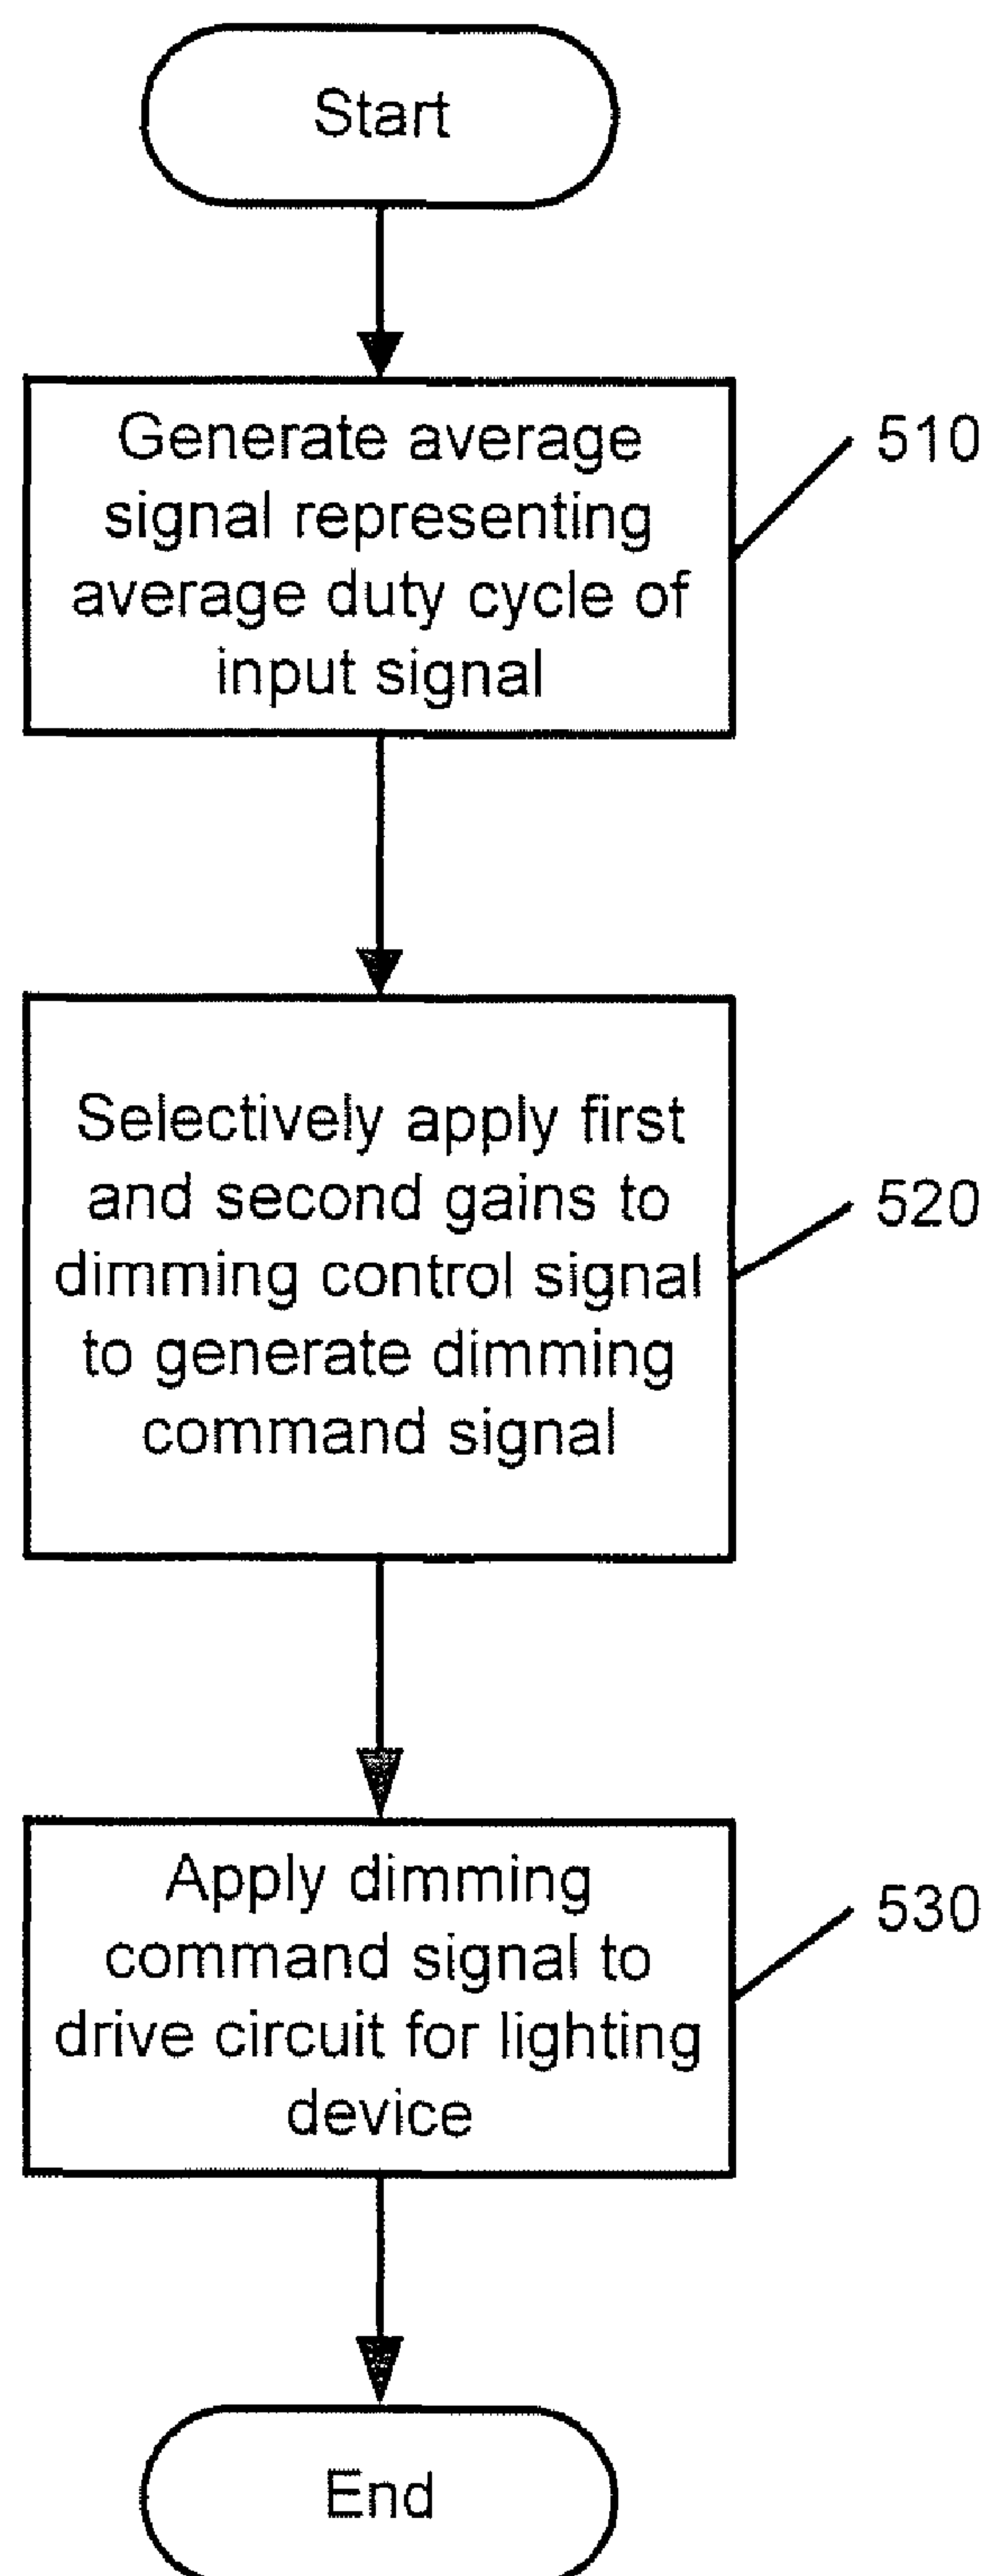 Start
Generate average
signal representing
average duty cycle of
input signal
510
Selectively apply first
and second gains to
dimming control signal
to generate dimming
command signal
520
Apply dimming
command signal to
drive circuit for lighting
device
530
End